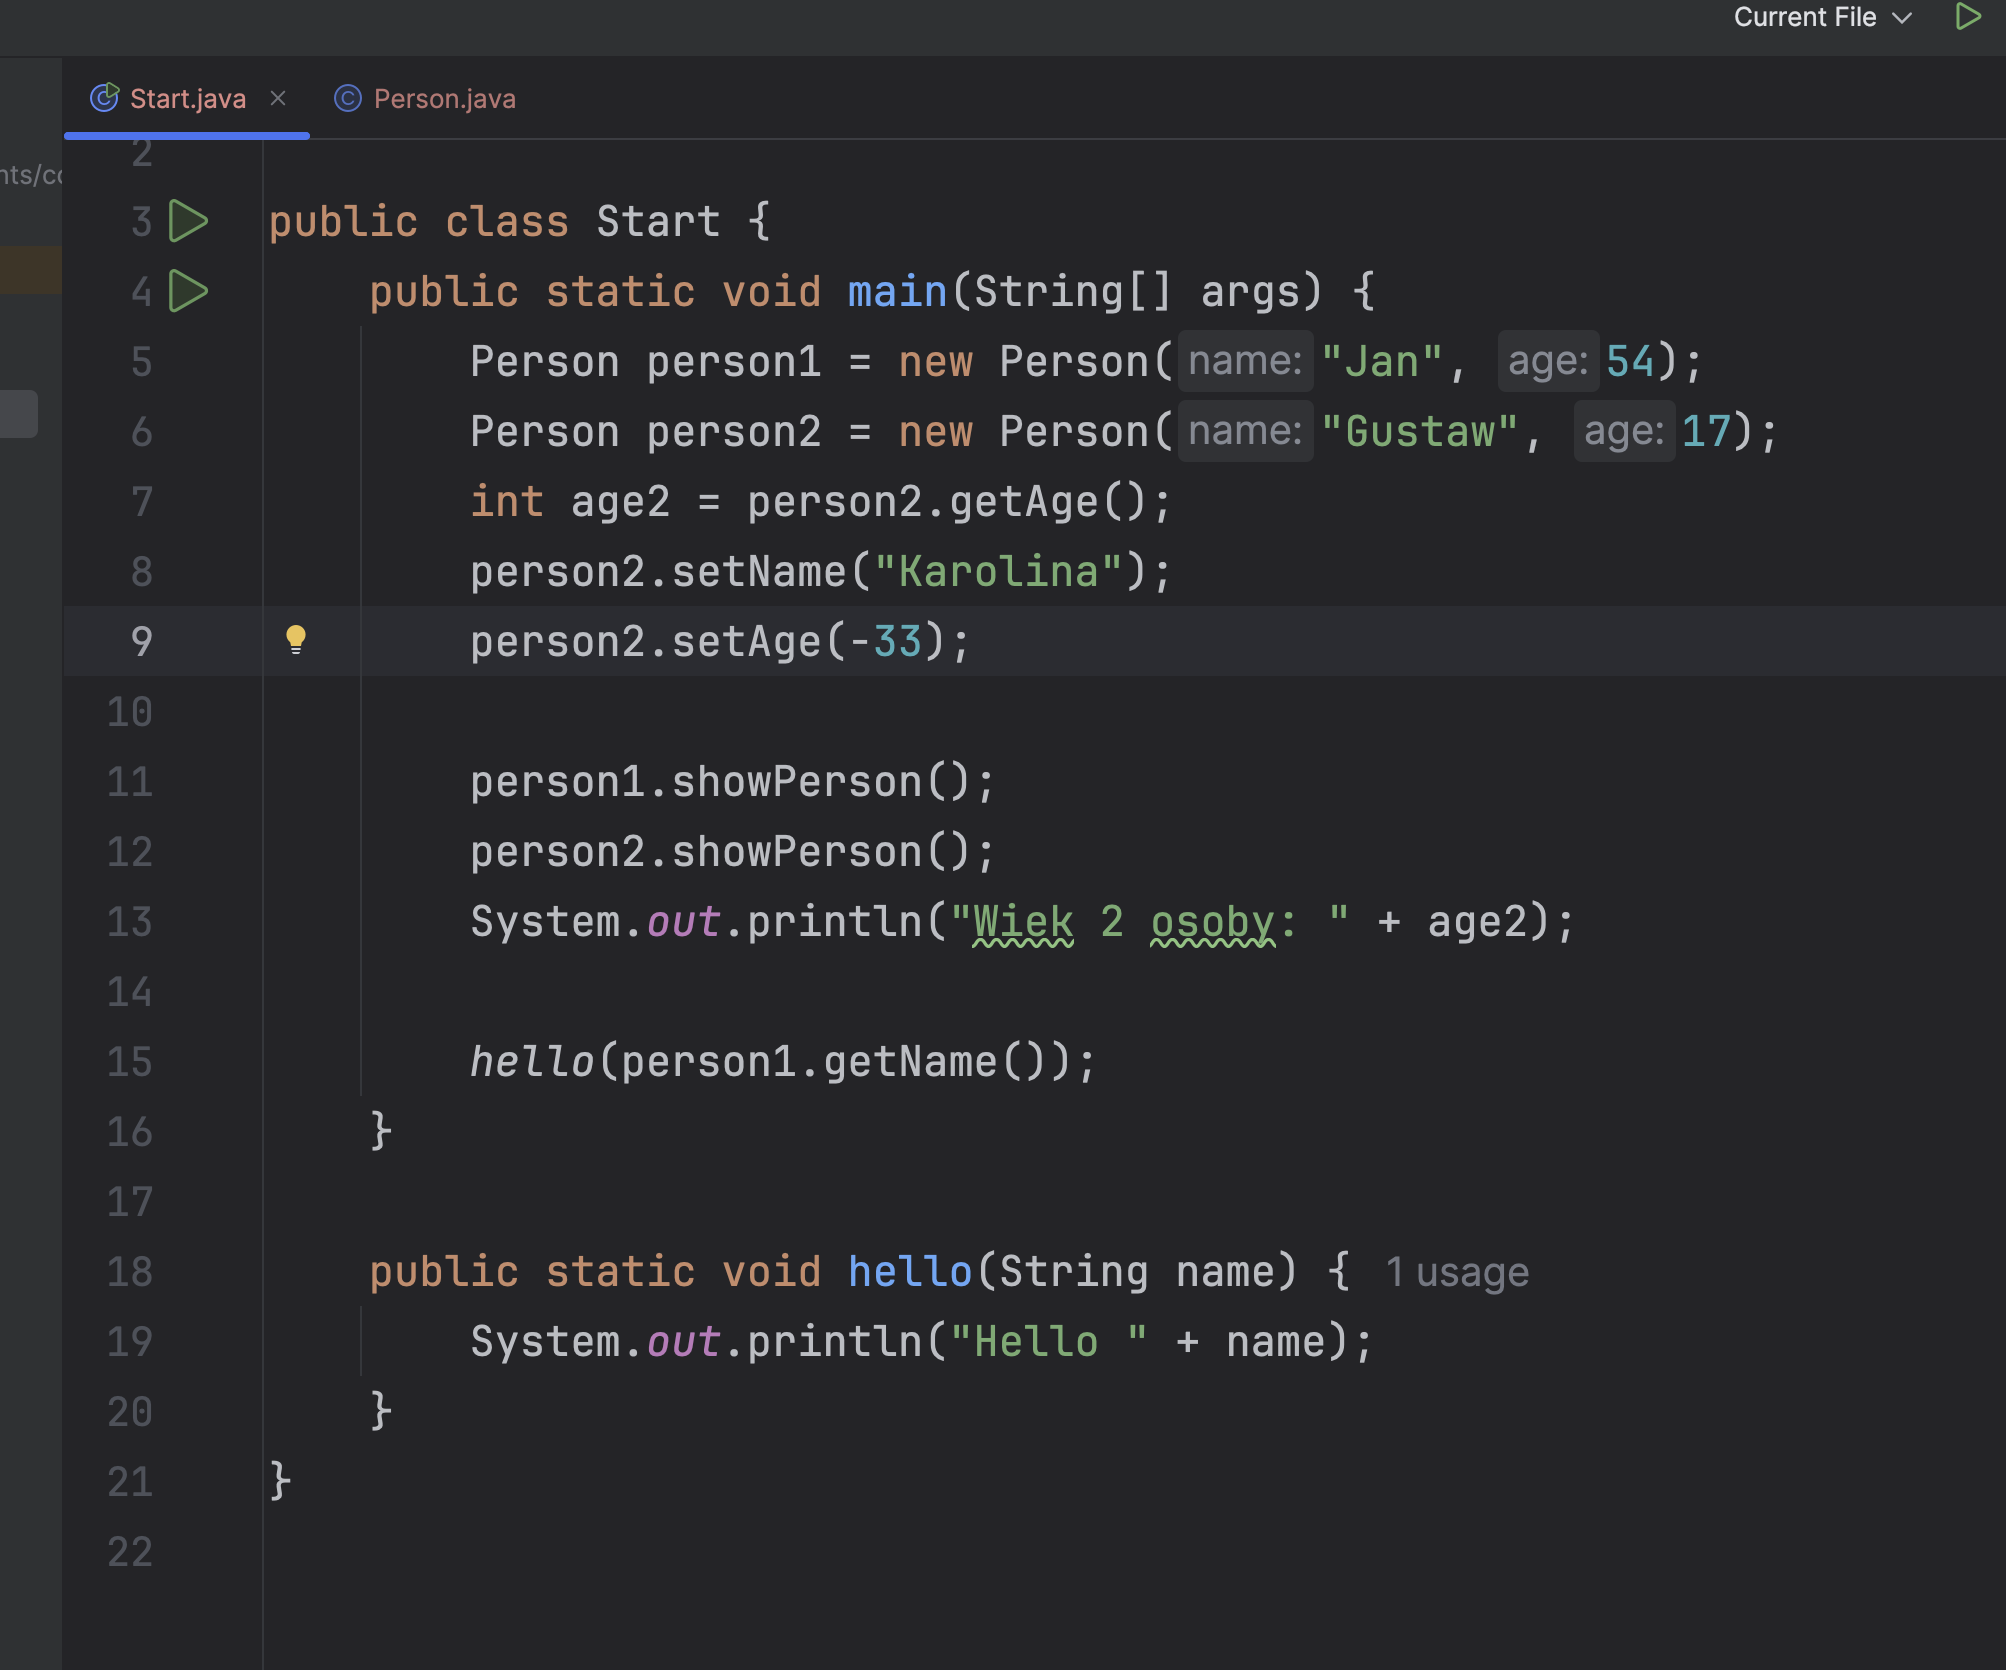 Current File
Start.java Person.java
2
nts/co
3 public class Start {
4 public static void main(String[] args) {
5 Person person1 = new Person( name: "Jan", age: 54);
6 Person person2 = new Person( name: "Gustaw", age: 17);
7 int age2 = person2.getAge();
8 person2.setName("Karolina");
9 person2.setAge(-33);
10
11 person1.showPerson();
12 person2.showPerson();
13 System.out.println("Wiek 2 osoby: " + age2);
14
15 hello(person1.getName());
16 }
17
18 public static void hello(String name) { 1 usage
19 System.out.println("Hello " + name);
20 }
21 }
22